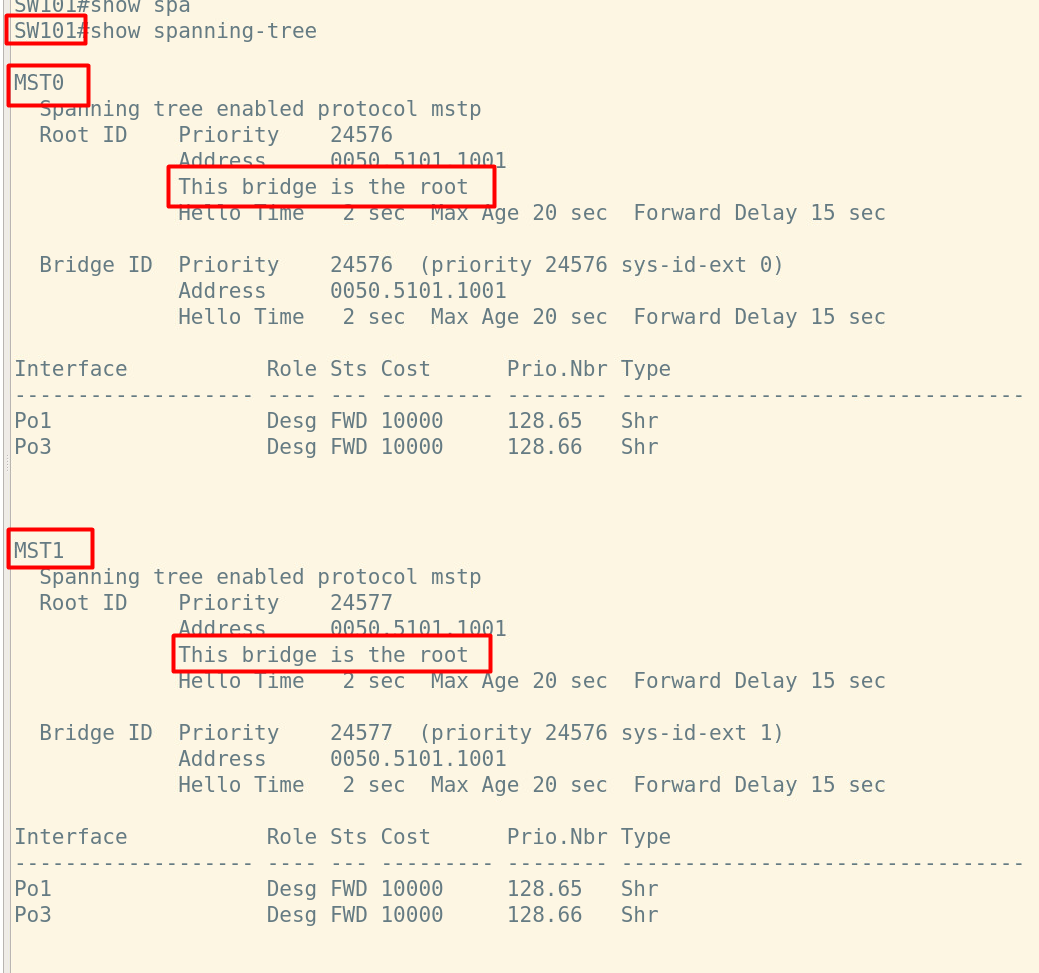 SW101#show spa
SW101#show spanning-tree
MST0
  Spanning tree enabled protocol mstp
  Root ID    Priority    24576
             Address     0050.5101.1001
             This bridge is the root
             Hello Time   2 sec  Max Age 20 sec  Forward Delay 15 sec
  Bridge ID  Priority    24576  (priority 24576 sys-id-ext 0)
             Address     0050.5101.1001
             Hello Time   2 sec  Max Age 20 sec  Forward Delay 15 sec
Interface           Role Sts Cost      Prio.Nbr Type
------------------- ---- --- --------- -------- --------------------------------
Po1                 Desg FWD 10000     128.65   Shr
Po3                 Desg FWD 10000     128.66   Shr
MST1
  Spanning tree enabled protocol mstp
  Root ID    Priority    24577
             Address     0050.5101.1001
             This bridge is the root
             Hello Time   2 sec  Max Age 20 sec  Forward Delay 15 sec
  Bridge ID  Priority    24577  (priority 24576 sys-id-ext 1)
             Address     0050.5101.1001
             Hello Time   2 sec  Max Age 20 sec  Forward Delay 15 sec
Interface           Role Sts Cost      Prio.Nbr Type
------------------- ---- --- --------- -------- --------------------------------
Po1                 Desg FWD 10000     128.65   Shr
Po3                 Desg FWD 10000     128.66   Shr